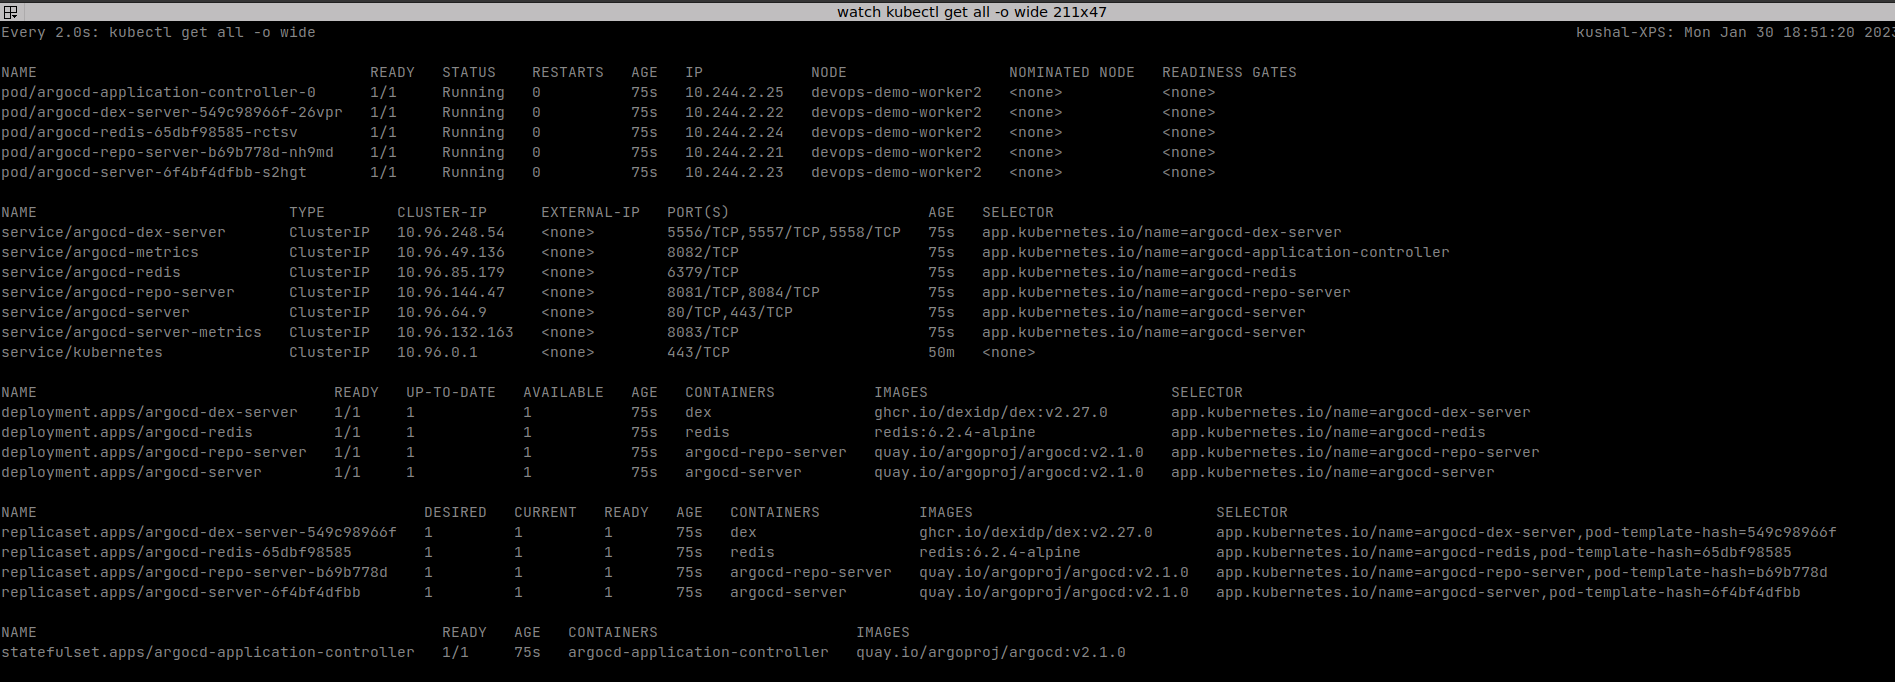 watch kubectl get all -o wide 211x47
Every 2.0s: kubectl get all -o wide kushal-XPS: Mon Jan 30 18:51:20 2023
NAME READY STATUS RESTARTS AGE IP NODE NOMINATED NODE READINESS GATES
pod/argocd-application-controller-0 1/1 Running 0 75s 10.244.2.25 devops-demo-worker2 <none> <none>
pod/argocd-dex-server-549c98966f-26vpr 1/1 Running 0 75s 10.244.2.22 devops-demo-worker2 <none> <none>
pod/argocd-redis-65dbf98585-rctsv 1/1 Running 0 75s 10.244.2.24 devops-demo-worker2 <none> <none>
pod/argocd-repo-server-b69b778d-nh9md 1/1 Running 0 75s 10.244.2.21 devops-demo-worker2 <none> <none>
pod/argocd-server-6f4bf4dfbb-s2hgt 1/1 Running 0 75s 10.244.2.23 devops-demo-worker2 <none> <none>
NAME TYPE CLUSTER-IP EXTERNAL-IP PORT(S) AGE SELECTOR
service/argocd-dex-server ClusterIP 10.96.248.54 <none> 5556/TCP,5557/TCP,5558/TCP 75s app.kubernetes.io/name=argocd-dex-server
service/argocd-metrics ClusterIP 10.96.49.136 <none> 8082/TCP 75s app.kubernetes.io/name=argocd-application-controller
service/argocd-redis ClusterIP 10.96.85.179 <none> 6379/TCP 75s app.kubernetes.io/name=argocd-redis
service/argocd-repo-server ClusterIP 10.96.144.47 <none> 8081/TCP,8084/TCP 75s app.kubernetes.io/name=argocd-repo-server
service/argocd-server ClusterIP 10.96.64.9 <none> 80/TCP,443/TCP 75s app.kubernetes.io/name=argocd-server
service/argocd-server-metrics ClusterIP 10.96.132.163 <none> 8083/TCP 75s app.kubernetes.io/name=argocd-server
service/kubernetes ClusterIP 10.96.0.1 <none> 443/TCP 50m <none>
NAME READY UP-TO-DATE AVAILABLE AGE CONTAINERS IMAGES SELECTOR
deployment.apps/argocd-dex-server 1/1 1 1 75s dex ghcr.io/dexidp/dex:v2.27.0 app.kubernetes.io/name=argocd-dex-server
deployment.apps/argocd-redis 1/1 1 1 75s redis redis:6.2.4-alpine app.kubernetes.io/name=argocd-redis
deployment.apps/argocd-repo-server 1/1 1 1 75s argocd-repo-server quay.io/argoproj/argocd:v2.1.0 app.kubernetes.io/name=argocd-repo-server
deployment.apps/argocd-server 1/1 1 1 75s argocd-server quay.io/argoproj/argocd:v2.1.0 app.kubernetes.io/name=argocd-server
NAME DESIRED CURRENT READY AGE CONTAINERS IMAGES SELECTOR
replicaset.apps/argocd-dex-server-549c98966f 1 1 1 75s dex ghcr.io/dexidp/dex:v2.27.0 app.kubernetes.io/name=argocd-dex-server,pod-template-hash=549c98966f
replicaset.apps/argocd-redis-65dbf98585 1 1 1 75s redis redis:6.2.4-alpine app.kubernetes.io/name=argocd-redis,pod-template-hash=65dbf98585
replicaset.apps/argocd-repo-server-b69b778d 1 1 1 75s argocd-repo-server quay.io/argoproj/argocd:v2.1.0 app.kubernetes.io/name=argocd-repo-server,pod-template-hash=b69b778d
replicaset.apps/argocd-server-6f4bf4dfbb 1 1 1 75s argocd-server quay.io/argoproj/argocd:v2.1.0 app.kubernetes.io/name=argocd-server,pod-template-hash=6f4bf4dfbb
NAME READY AGE CONTAINERS IMAGES
statefulset.apps/argocd-application-controller 1/1 75s argocd-application-controller quay.io/argoproj/argocd:v2.1.0